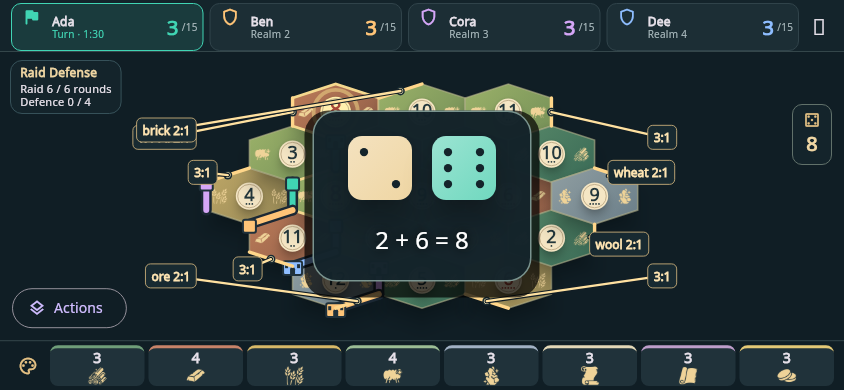 Ada
Turn · 1:30
3 /15
Ben
Realm 2
3 /15
Cora
Realm 3
3 /15
Dee
Realm 4
3 /15
Raid Defense
Raid 6 / 6 rounds
Defence 0 / 4
brick 2:1
3:1
3:1
wheat 2:1
wool 2:1
ore 2:1
3:1
3:1
8
10
11
3
10
4
9
11
2
12
2 + 6 = 8
8
Actions
3
4
3
4
3
3
3
3